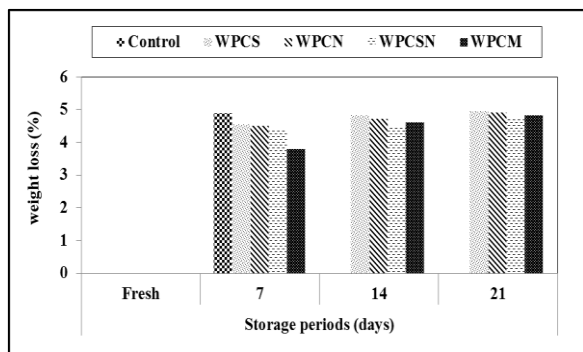 Control WPCS WPCN WPCSN WPCM
6
5
4
3
2
1
0
weight loss (%)
Fresh 7 14 21
Storage periods (days)